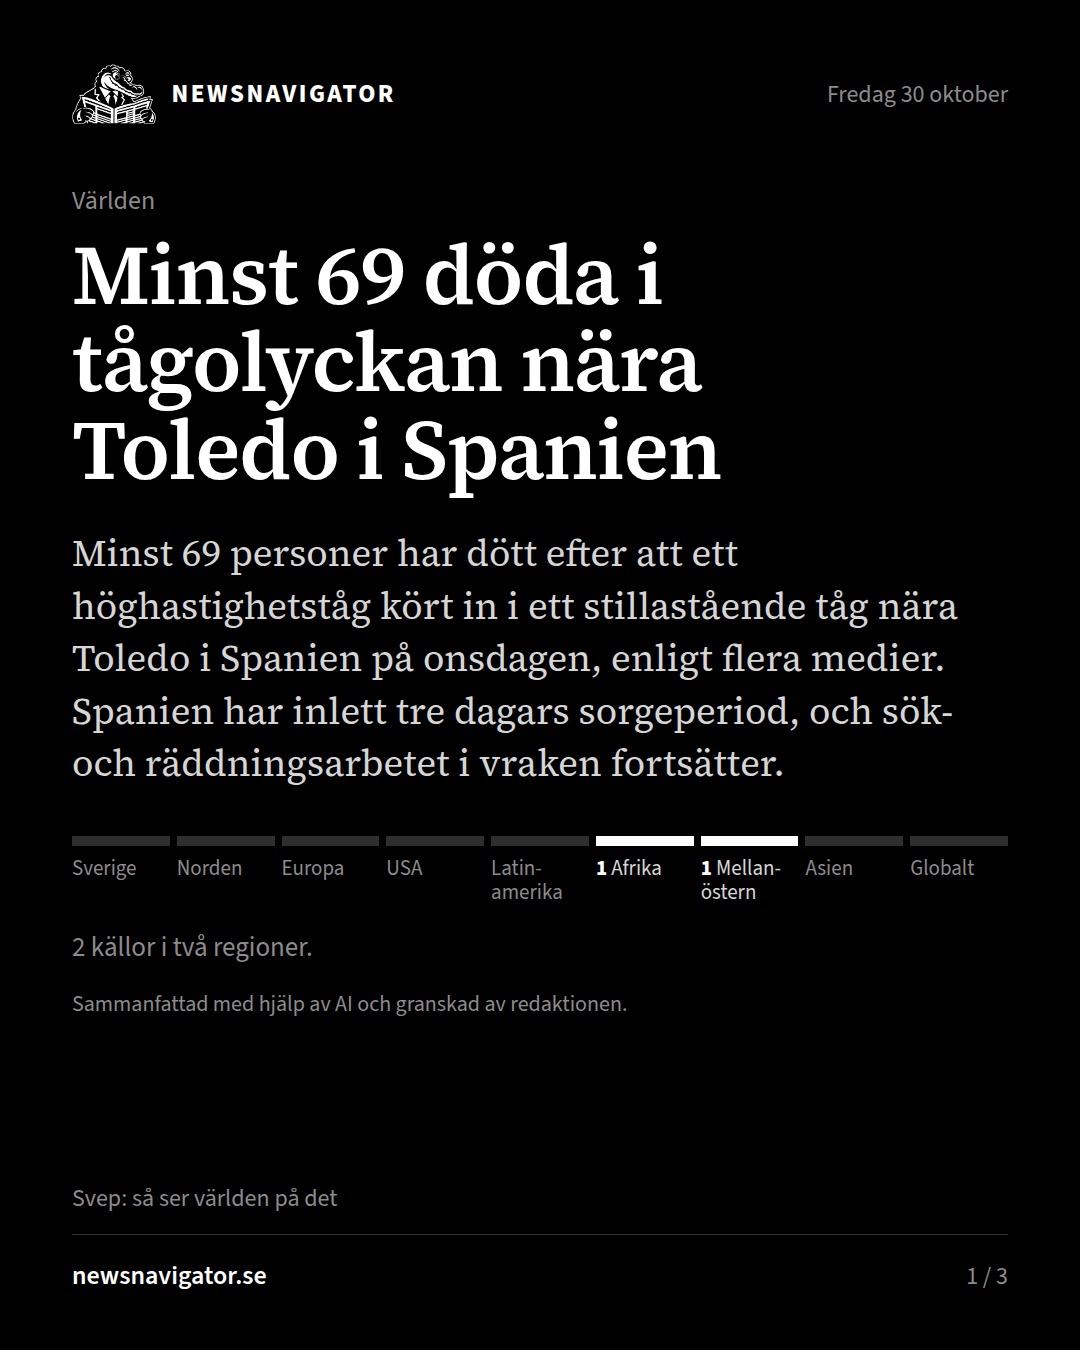 NEWSNAVIGATOR
Fredag 30 oktober
Världen
Minst 69 döda i
tågolyckan nära
Toledo i Spanien
Minst 69 personer har dött efter att ett
höghastighetståg kört in i ett stillastående tåg nära
Toledo i Spanien på onsdagen, enligt flera medier.
Spanien har inlett tre dagars sorgeperiod, och sök-
och räddningsarbetet i vraken fortsätter.
Sverige
Norden
Europa
USA
Latin-
amerika
1 Afrika
1 Mellan-
östern
Asien
Globalt
2 källor i två regioner.
Sammanfattad med hjälp av AI och granskad av redaktionen.
Svep: så ser världen på det
newsnavigator.se
1 / 3